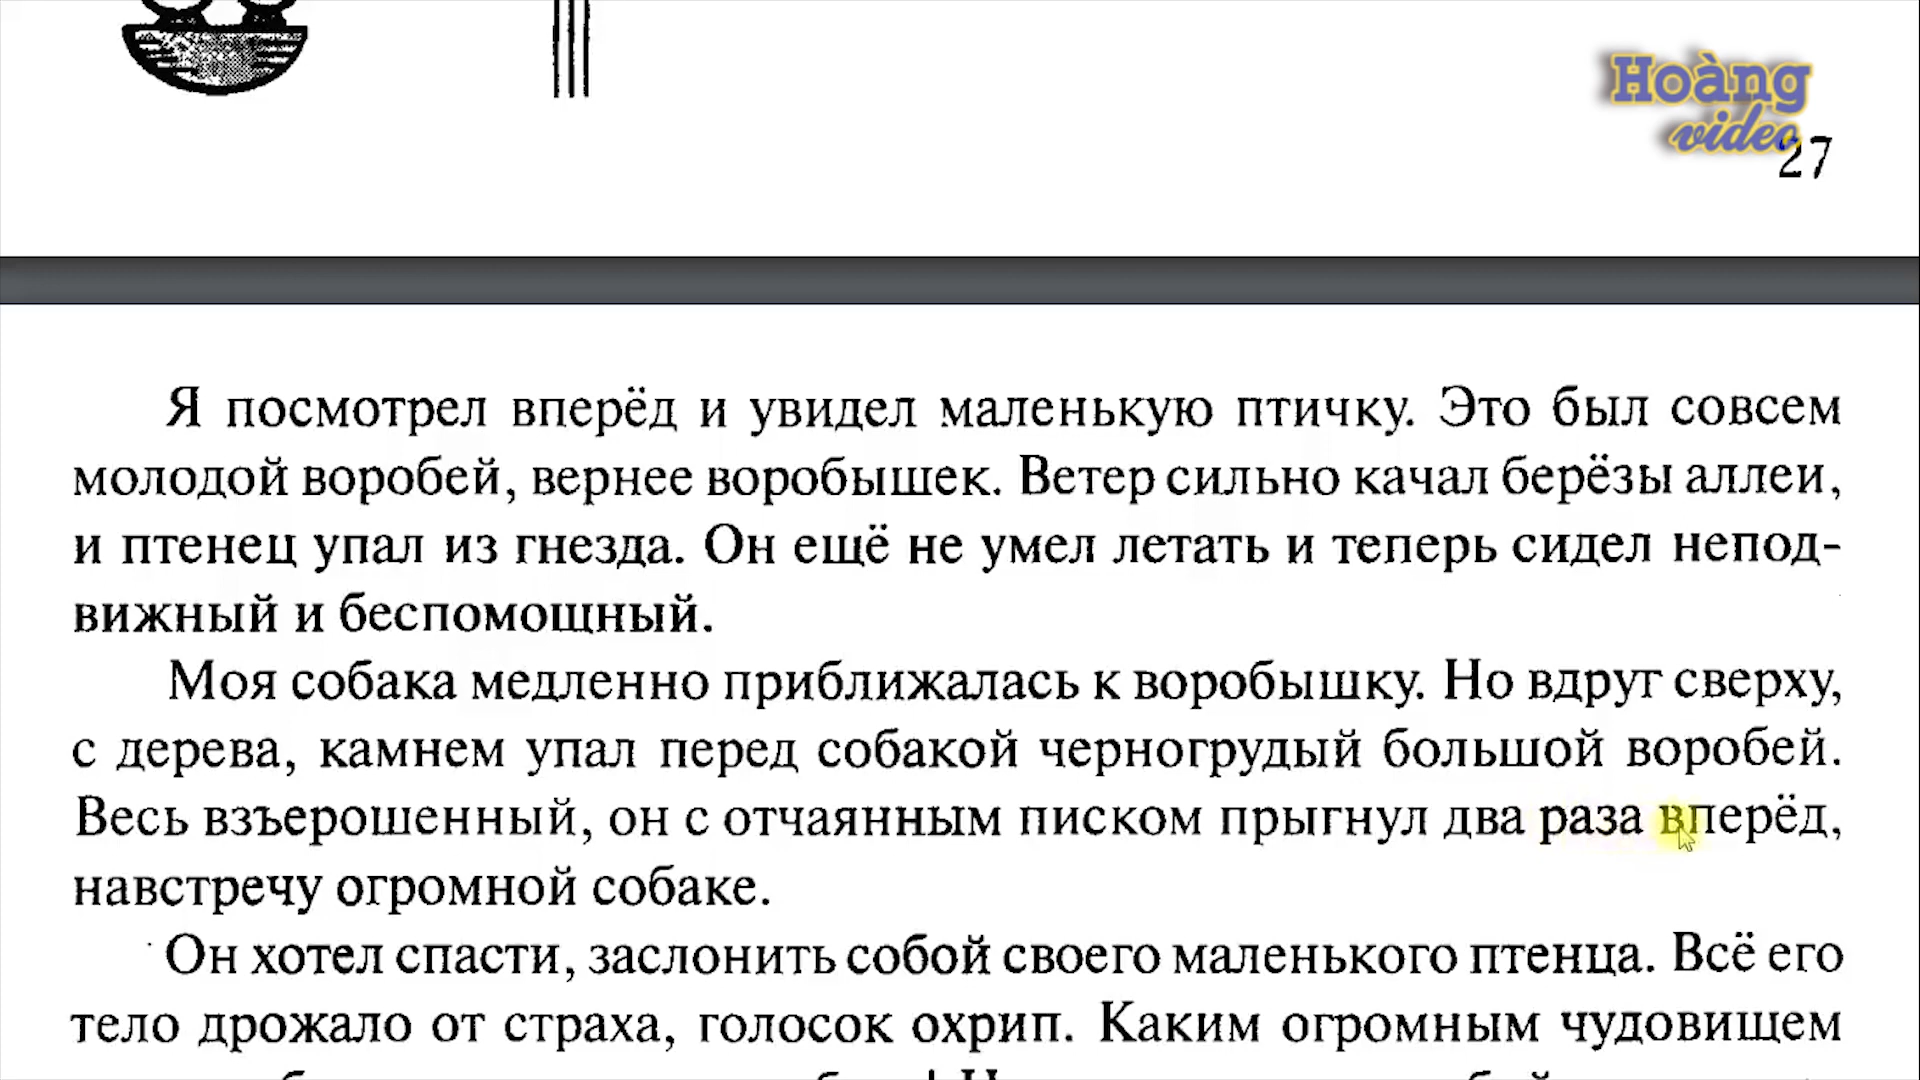 Hoàng
video
27
Я посмотрел вперёд и увидел маленькую птичку. Это был совсем
молодой воробей, вернее воробышек. Ветер сильно качал берёзы аллеи,
и птенец упал из гнезда. Он ещё не умел летать и теперь сидел непод-
вижный и беспомощный.
Моя собака медленно приближалась к воробышку. Но вдруг сверху,
с дерева, камнем упал перед собакой черногрудый большой воробей.
Весь взъерошенный, он с отчаянным писком прыгнул два раза вперёд,
навстречу огромной собаке.
Он хотел спасти, заслонить собой своего маленького птенца. Всё его
тело дрожало от страха, голосок охрип. Каким огромным чудовищем